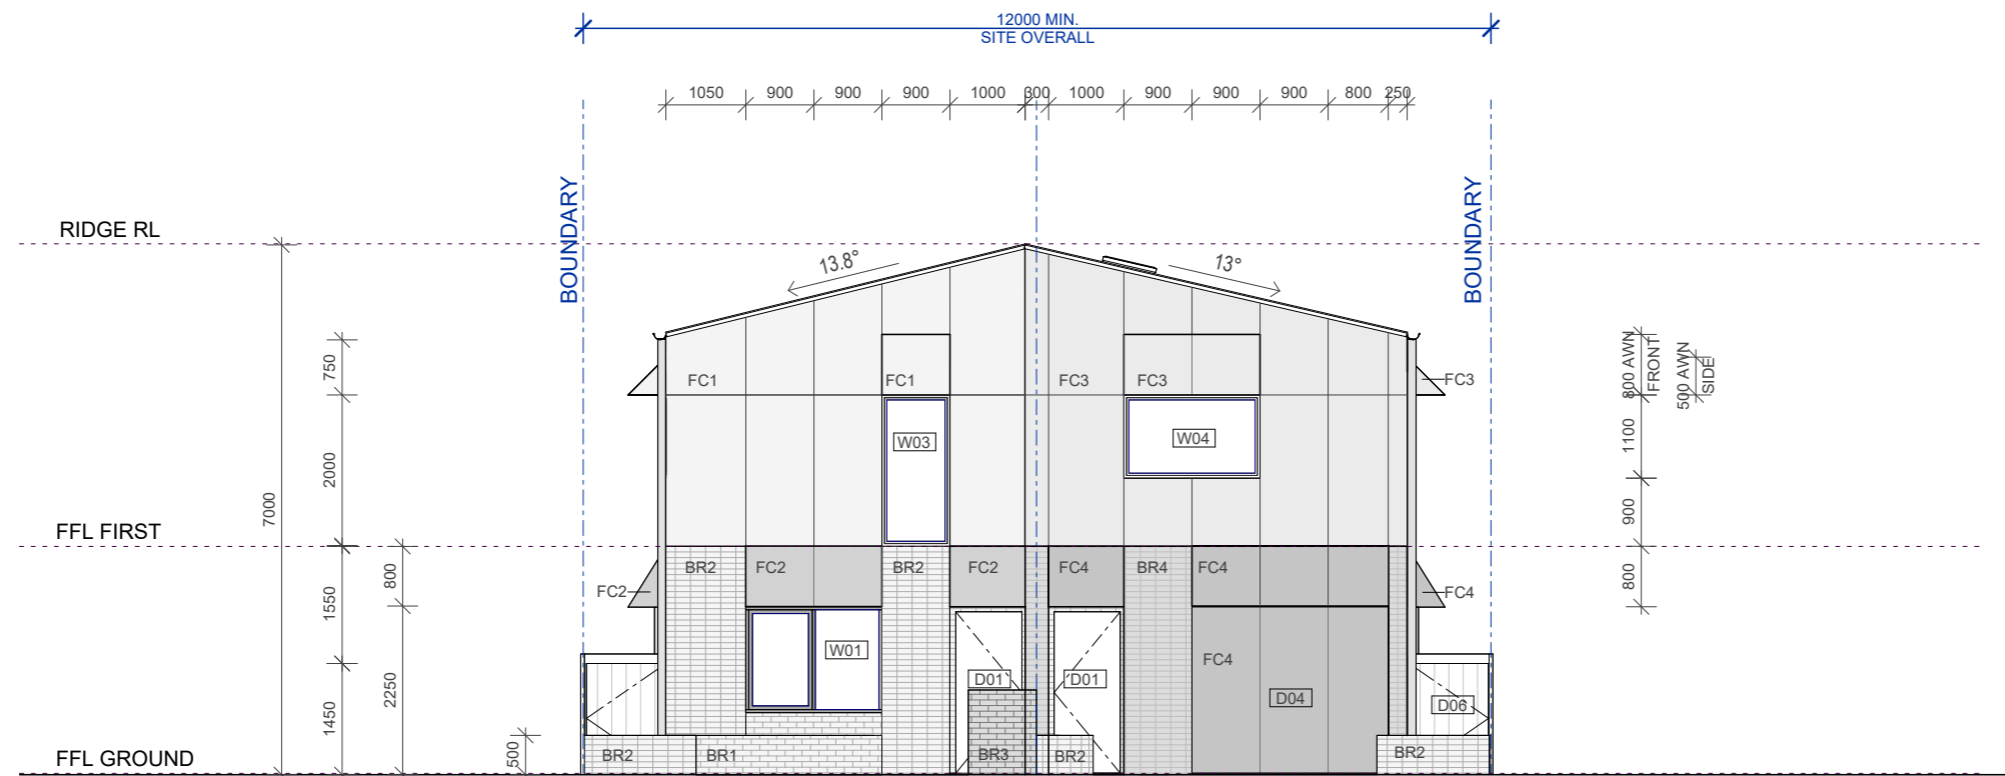 12000 MIN.
SITE OVERALL
1050 900 900 900 1000 300 1000 900 900 900 800 250
BOUNDARY
BOUNDARY
RIDGE RL
13.8°
13°
750
800 AWN
FRONT
500 AWN
SIDE
FC1
FC1
FC3
FC3
FC3
W03
W04
2000
1100
7000
900
FFL FIRST
800
1550
800
FC2
BR2
FC2
BR2
FC2
FC4
BR4
FC4
FC4
W01
FC4
2250
1450
D01
D01
D04
D06
500
FFL GROUND
BR2
BR1
BR3
BR2
BR2